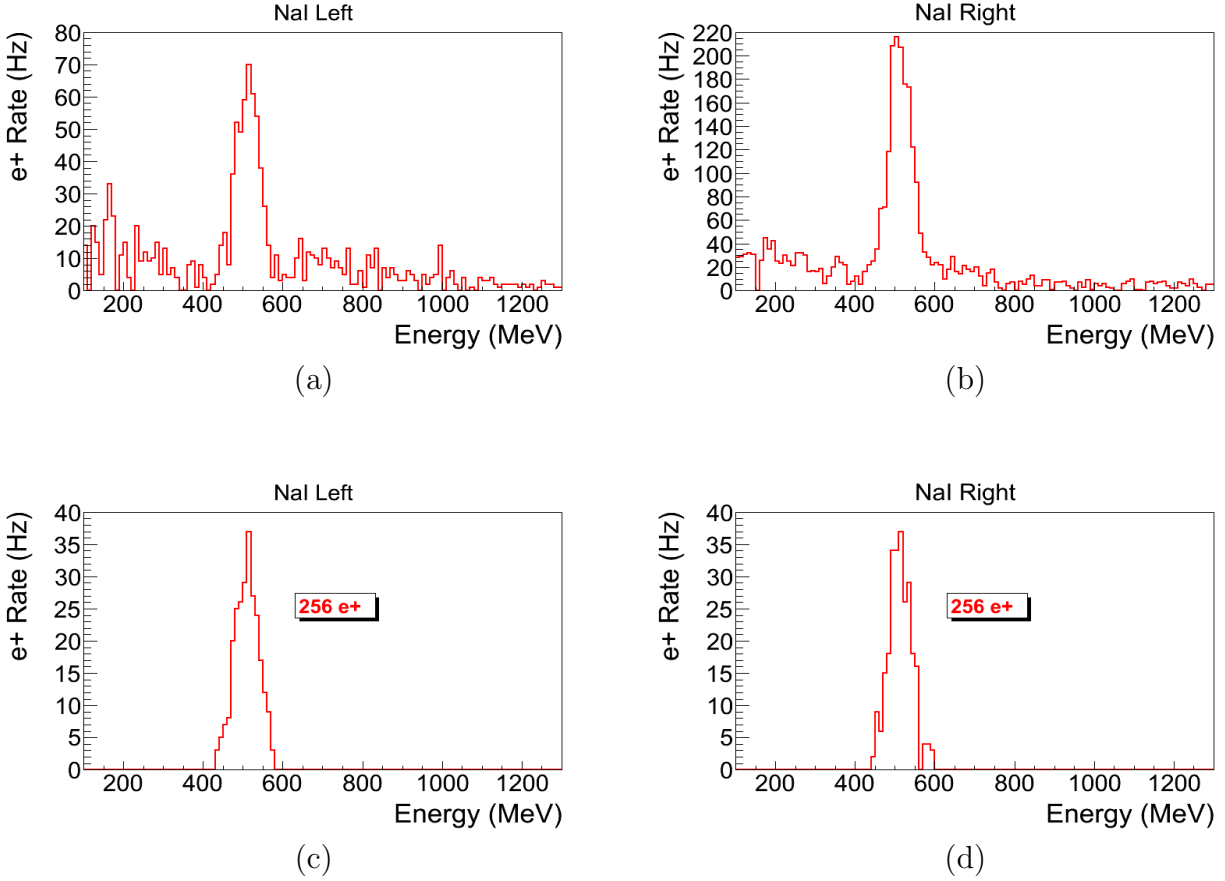 NaI Left
e+ Rate (Hz)
80
70
60
50
40
30
20
10
0
200 400 600 800 1000 1200
Energy (MeV)
(a)
NaI Right
e+ Rate (Hz)
220
200
180
160
140
120
100
80
60
40
20
0
200 400 600 800 1000 1200
Energy (MeV)
(b)
NaI Left
e+ Rate (Hz)
40
35
30
25
20
15
10
5
0
256 e+
200 400 600 800 1000 1200
Energy (MeV)
(c)
NaI Right
e+ Rate (Hz)
40
35
30
25
20
15
10
5
0
256 e+
200 400 600 800 1000 1200
Energy (MeV)
(d)